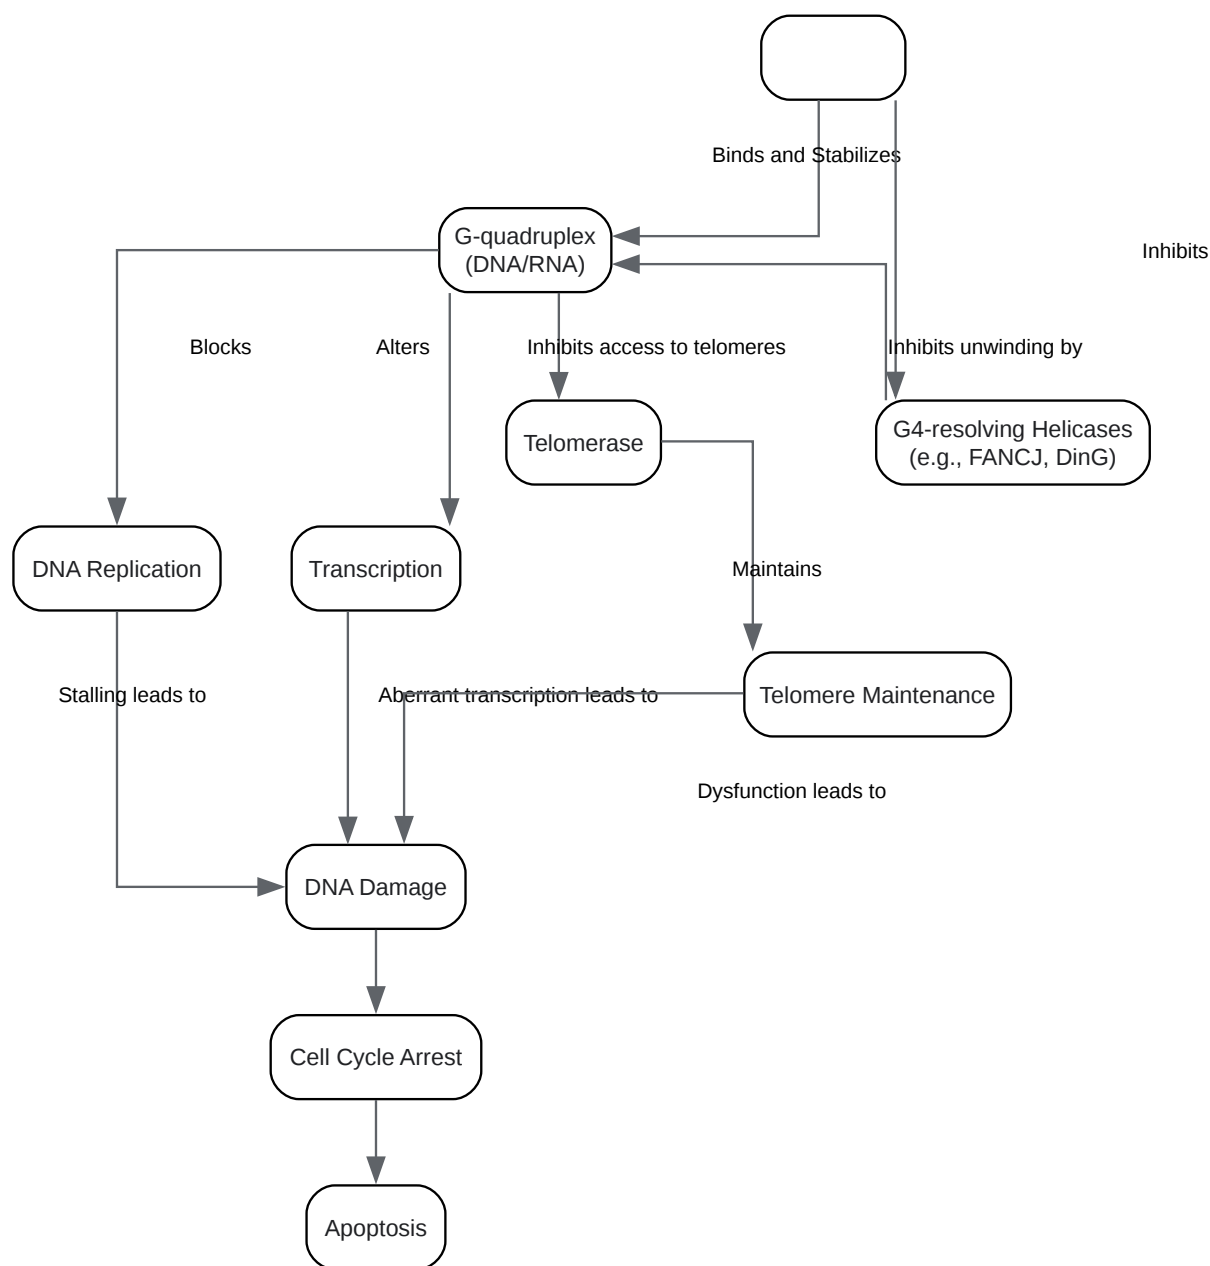 Binds and Stabilizes
G-quadruplex
(DNA/RNA)
Inhibits
Blocks
Alters
Inhibits access to telomeres
Inhibits unwinding by
Telomerase
G4-resolving Helicases
(e.g., FANCJ, DinG)
DNA Replication
Transcription
Maintains
Stalling leads to
Aberrant transcription leads to
Telomere Maintenance
Dysfunction leads to
DNA Damage
Cell Cycle Arrest
Apoptosis